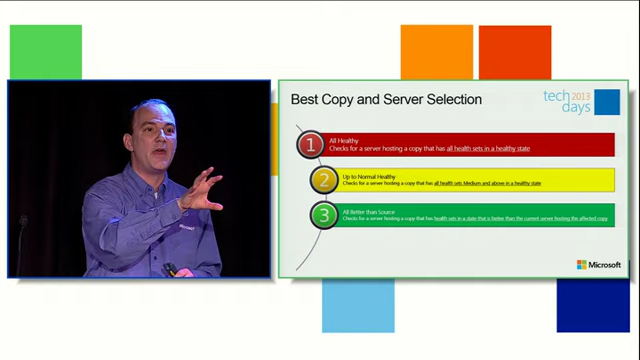 Best Copy and Server Selection
tech 2013
days
1
All Healthy
Checks for a server hosting a copy that has all health sets in a healthy state
2
Up to Normal Healthy
Checks for a server hosting a copy that has all health sets Medium and above in a healthy state
3
All Better than Source
Checks for a server hosting a copy that has health sets in a state that is better than the current server hosting the affected copy
Microsoft